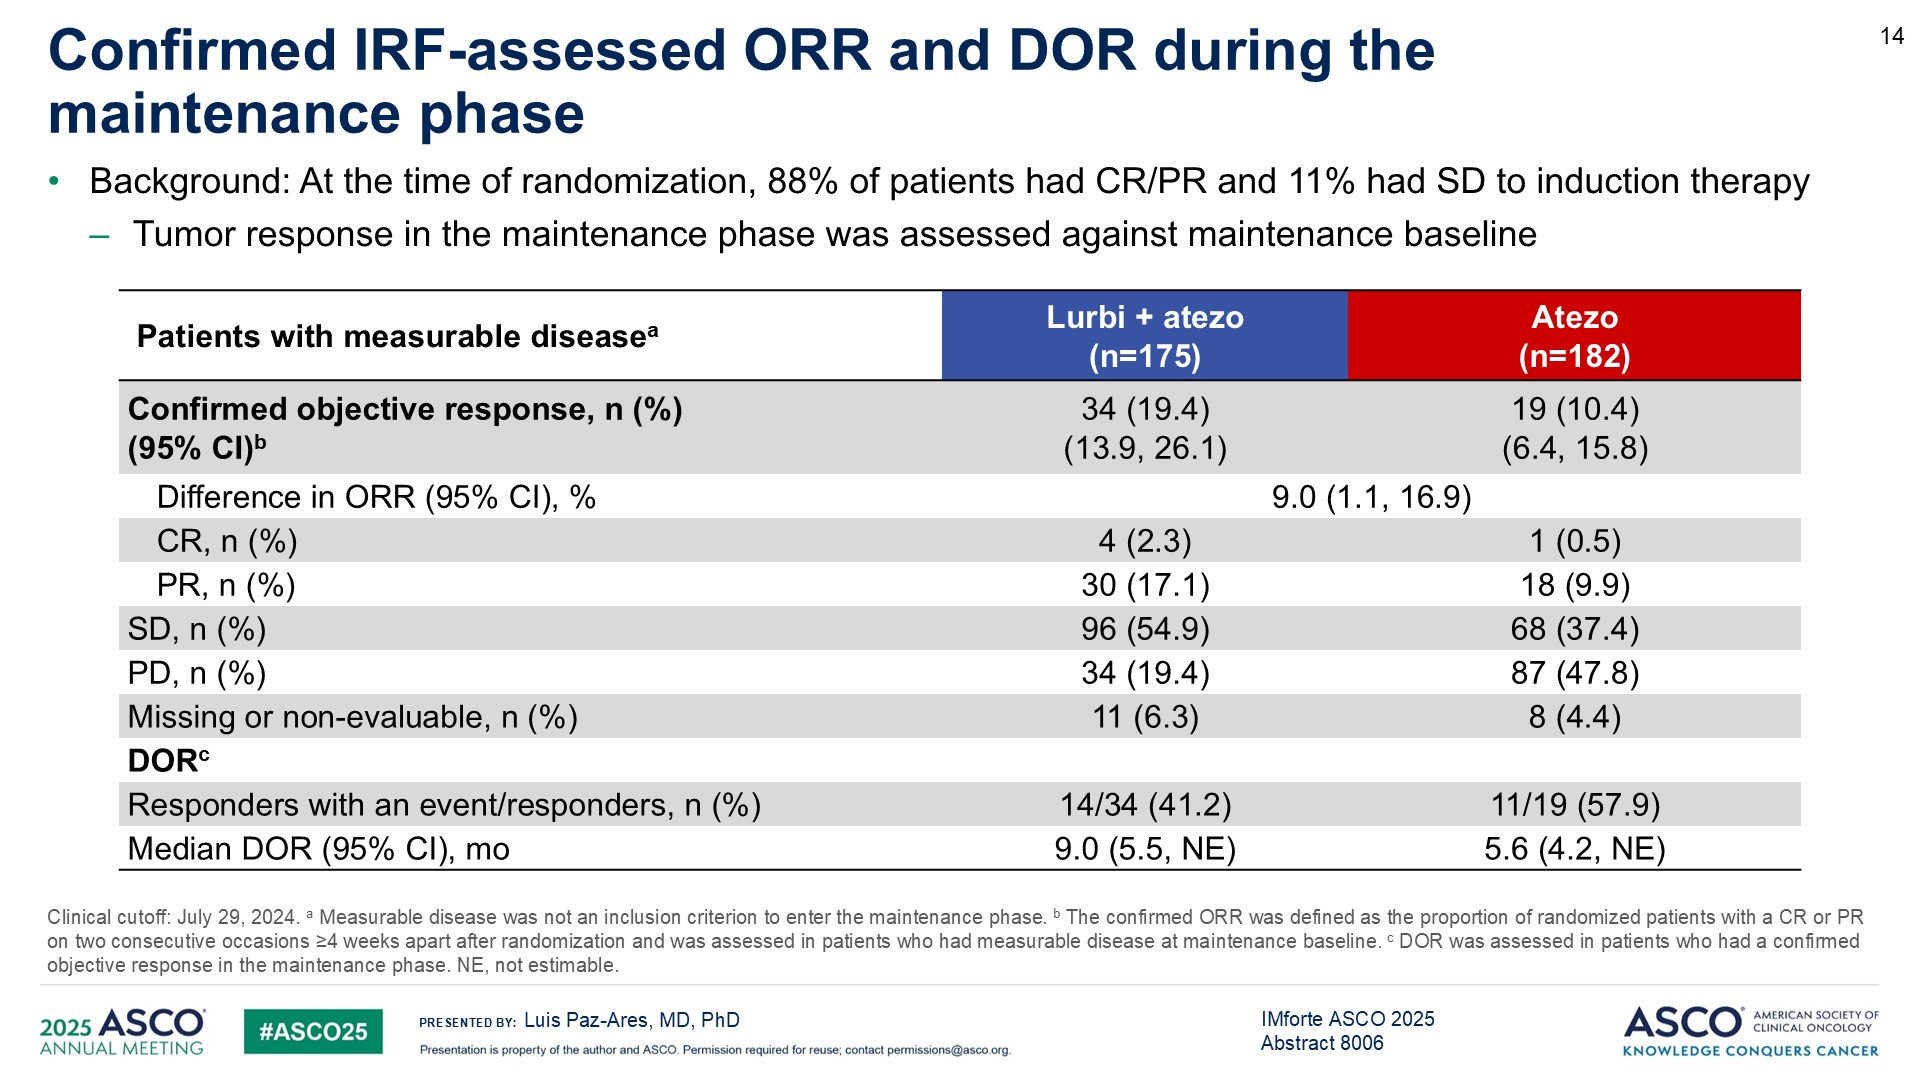 14
Confirmed IRF-assessed ORR and DOR during the
maintenance phase
• Background: At the time of randomization, 88% of patients had CR/PR and 11% had SD to induction therapy
– Tumor response in the maintenance phase was assessed against maintenance baseline
Patients with measurable diseaseᵃ
Lurbi + atezo
(n=175)
Atezo
(n=182)
Confirmed objective response, n (%)
(95% CI)ᵇ
34 (19.4)
(13.9, 26.1)
19 (10.4)
(6.4, 15.8)
Difference in ORR (95% CI), % 9.0 (1.1, 16.9)
CR, n (%) 4 (2.3) 1 (0.5)
PR, n (%) 30 (17.1) 18 (9.9)
SD, n (%) 96 (54.9) 68 (37.4)
PD, n (%) 34 (19.4) 87 (47.8)
Missing or non-evaluable, n (%) 11 (6.3) 8 (4.4)
DORᶜ
Responders with an event/responders, n (%) 14/34 (41.2) 11/19 (57.9)
Median DOR (95% CI), mo 9.0 (5.5, NE) 5.6 (4.2, NE)
Clinical cutoff: July 29, 2024. ᵃ Measurable disease was not an inclusion criterion to enter the maintenance phase. ᵇ The confirmed ORR was defined as the proportion of randomized patients with a CR or PR
on two consecutive occasions ≥4 weeks apart after randomization and was assessed in patients who had measurable disease at maintenance baseline. ᶜ DOR was assessed in patients who had a confirmed
objective response in the maintenance phase. NE, not estimable.
2025 ASCO
ANNUAL MEETING
#ASCO25
PRESENTED BY: Luis Paz-Ares, MD, PhD
Presentation is property of the author and ASCO. Permission required for reuse; contact permissions@asco.org.
IMforte ASCO 2025
Abstract 8006
ASCO AMERICAN SOCIETY OF
CLINICAL ONCOLOGY
KNOWLEDGE CONQUERS CANCER